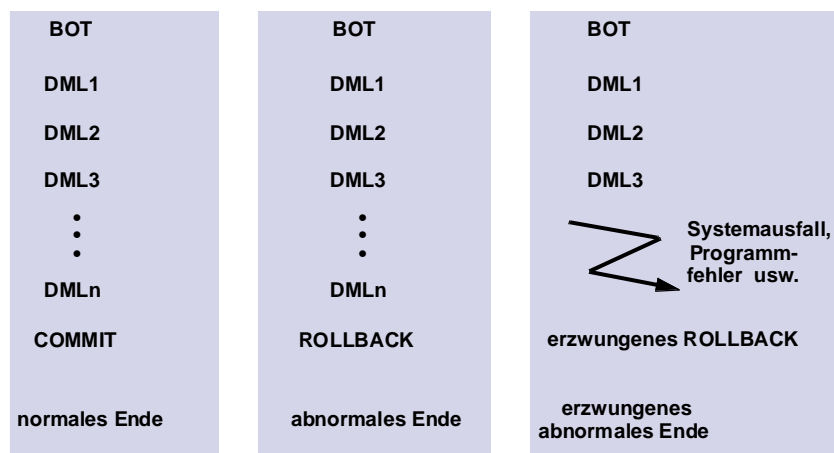 BOT
DML1
DML2
DML3
DMLn
COMMIT
normales Ende
BOT
DML1
DML2
DML3
DMLn
ROLLBACK
abnormales Ende
BOT
DML1
DML2
DML3
Systemausfall,
Programm-
fehler usw.
erzwungenes ROLLBACK
erzwungenes
abnormales Ende